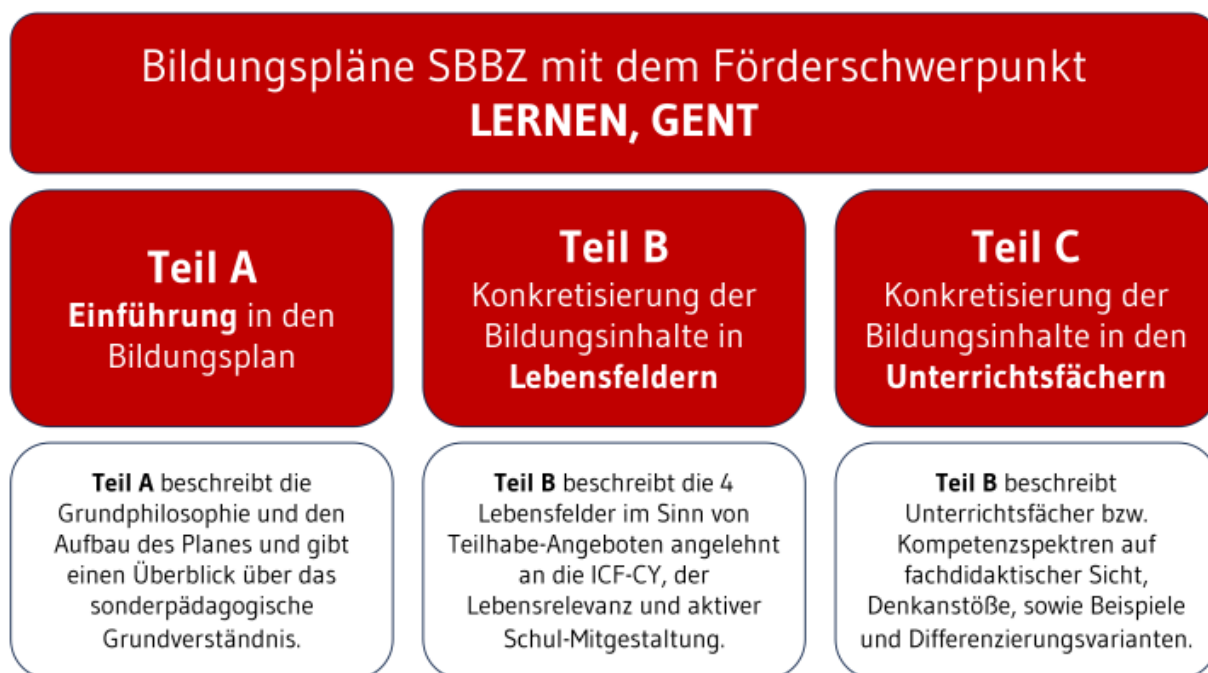 Bildungspläne SBBZ mit dem Förderschwerpunkt
LERNEN, GENT
Teil A
Einführung in den
Bildungsplan
Teil B
Konkretisierung der
Bildungsinhalte in
Lebensfeldern
Teil C
Konkretisierung der
Bildungsinhalte in den
Unterrichtsfächern
Teil A beschreibt die
Grundphilosophie und den
Aufbau des Planes und gibt
einen Überblick über das
sonderpädagogische
Grundverständnis.
Teil B beschreibt die 4
Lebensfelder im Sinn von
Teilhabe-Angeboten angelehnt
an die ICF-CY, der
Lebensrelevanz und aktiver
Schul-Mitgestaltung.
Teil B beschreibt
Unterrichtsfächer bzw.
Kompetenzspektren auf
fachdidaktischer Sicht,
Denkanstöße, sowie Beispiele
und Differenzierungsvarianten.